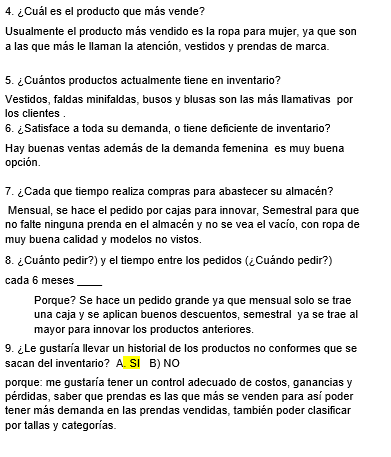 4. ¿Cuál es el producto que más vende?
Usualmente el producto más vendido es la ropa para mujer, ya que son
a las que más le llaman la atención, vestidos y prendas de marca.
5. ¿Cuántos productos actualmente tiene en inventario?
Vestidos, faldas minifaldas, busos y blusas son las más llamativas por
los clientes .
6. ¿Satisface a toda su demanda, o tiene deficiente de inventario?
Hay buenas ventas además de la demanda femenina es muy buena
opción.
7. ¿Cada que tiempo realiza compras para abastecer su almacén?
Mensual, se hace el pedido por cajas para innovar, Semestral para que
no falte ninguna prenda en el almacén y no se vea el vacío, con ropa de
muy buena calidad y modelos no vistos.
8. ¿Cuánto pedir?) y el tiempo entre los pedidos (¿Cuándo pedir?)
cada 6 meses ____
Porque? Se hace un pedido grande ya que mensual solo se trae
una caja y se aplican buenos descuentos, semestral ya se trae al
mayor para innovar los productos anteriores.
9. ¿Le gustaría llevar un historial de los productos no conformes que se
sacan del inventario? A. SI B) NO
porque: me gustaría tener un control adecuado de costos, ganancias y
pérdidas, saber que prendas es las que más se venden para así poder
tener más demanda en las prendas vendidas, también poder clasificar
por tallas y categorías.